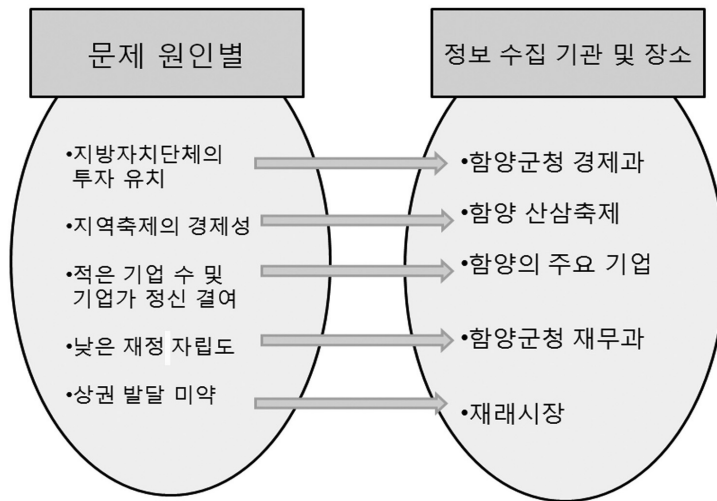 문제 원인별
•지방자치단체의
투자 유치
•지역축제의 경제성
•적은 기업 수 및
기업가 정신 결여
•낮은 재정 자립도
•상권 발달 미약
정보 수집 기관 및 장소
•함양군청 경제과
•함양 산삼축제
•함양의 주요 기업
•함양군청 재무과
•재래시장